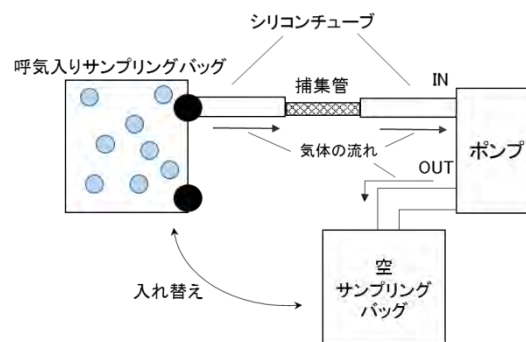 シリコンチューブ
呼気入りサンプリングバッグ
捕集管
IN
気体の流れ
OUT
ポンプ
入れ替え
空
サンプリング
バッグ